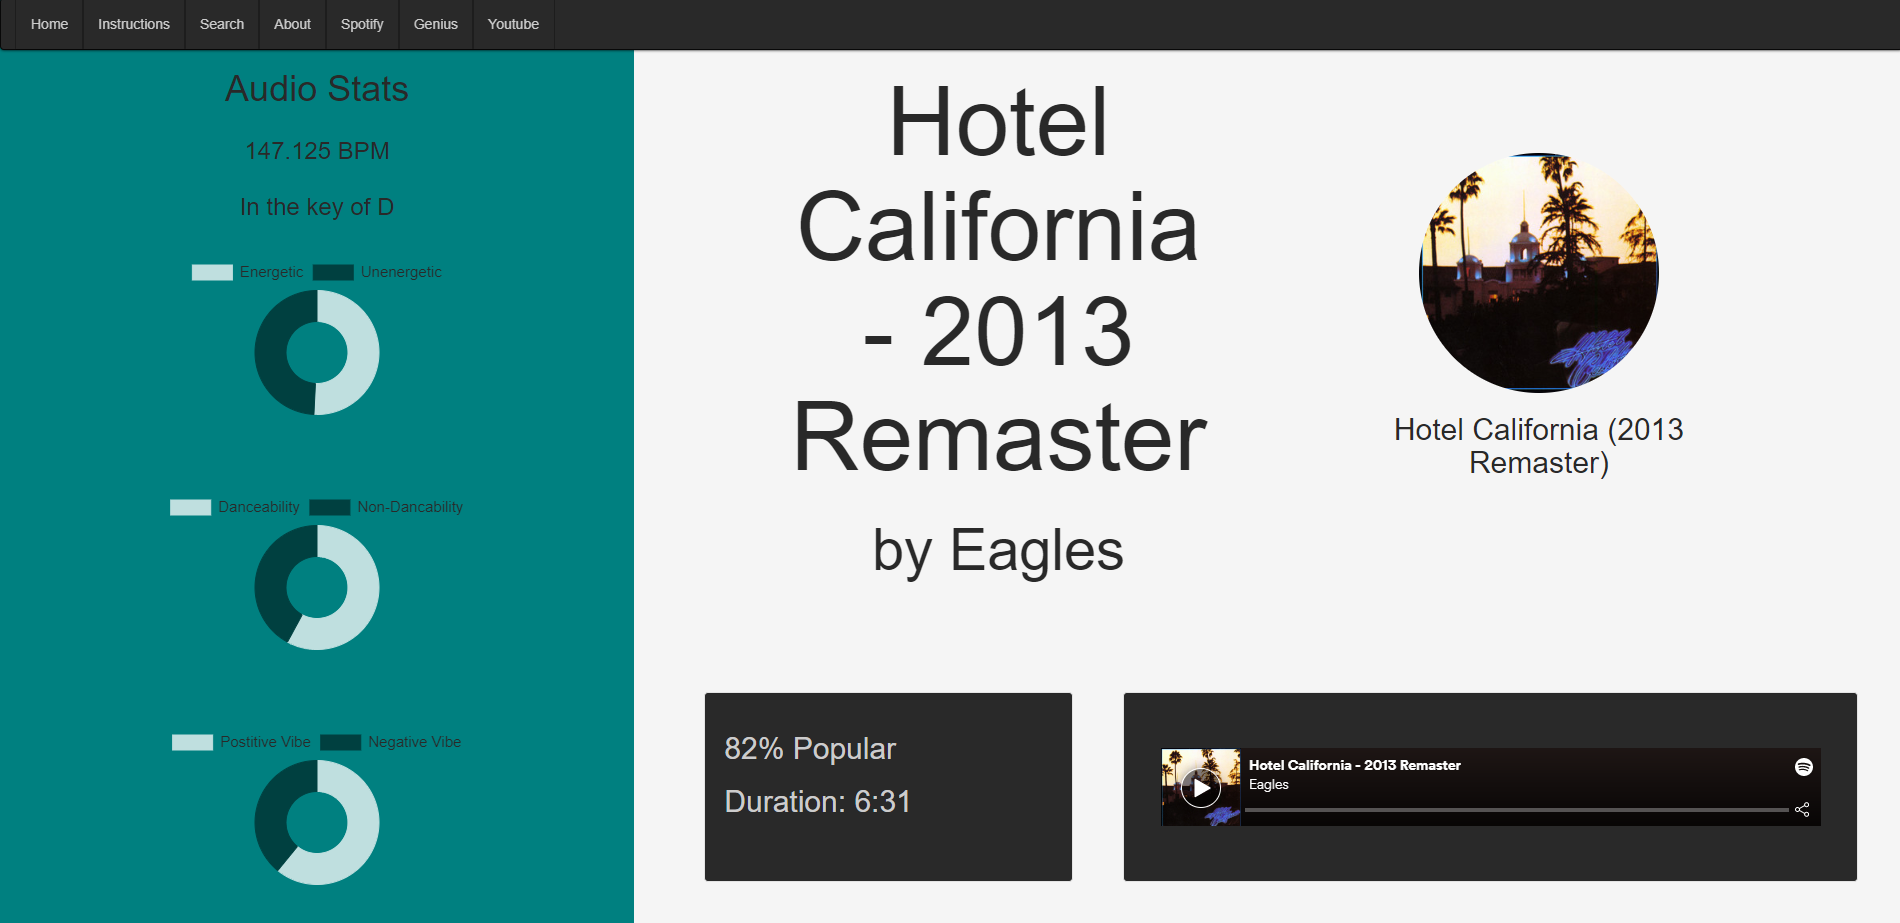 Home Instructions Search About Spotify Genius Youtube
Audio Stats
147.125 BPM
In the key of D
Energetic Unenergetic
Danceability Non-Dancability
Postitive Vibe Negative Vibe
Hotel
California
- 2013
Remaster
by Eagles
Hotel California (2013
Remaster)
82% Popular
Duration: 6:31
Hotel California - 2013 Remaster
Eagles